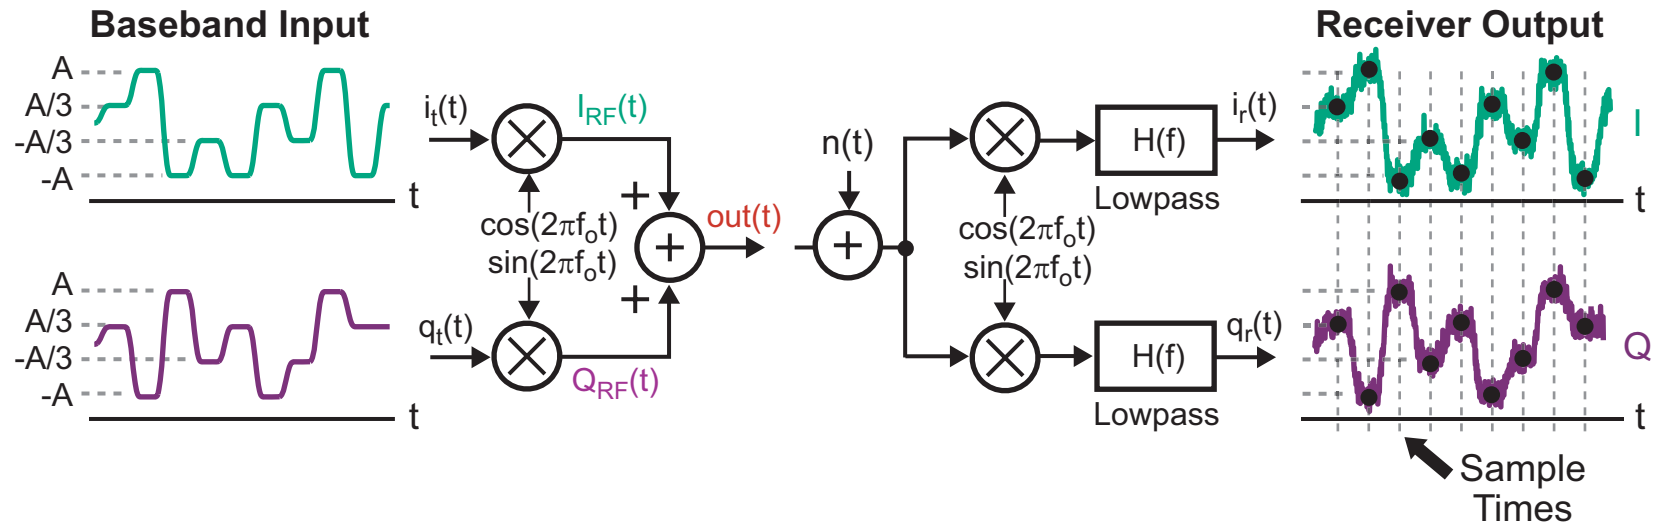 Baseband Input
Receiver Output
A
A/3
-A/3
-A
t
i_t(t)
I_RF(t)
cos(2πf_ot)
sin(2πf_ot)
+
+
+
out(t)
q_t(t)
Q_RF(t)
A
A/3
-A/3
-A
t
n(t)
+
cos(2πf_ot)
sin(2πf_ot)
H(f)
Lowpass
i_r(t)
H(f)
Lowpass
q_r(t)
I
t
Q
t
Sample
Times